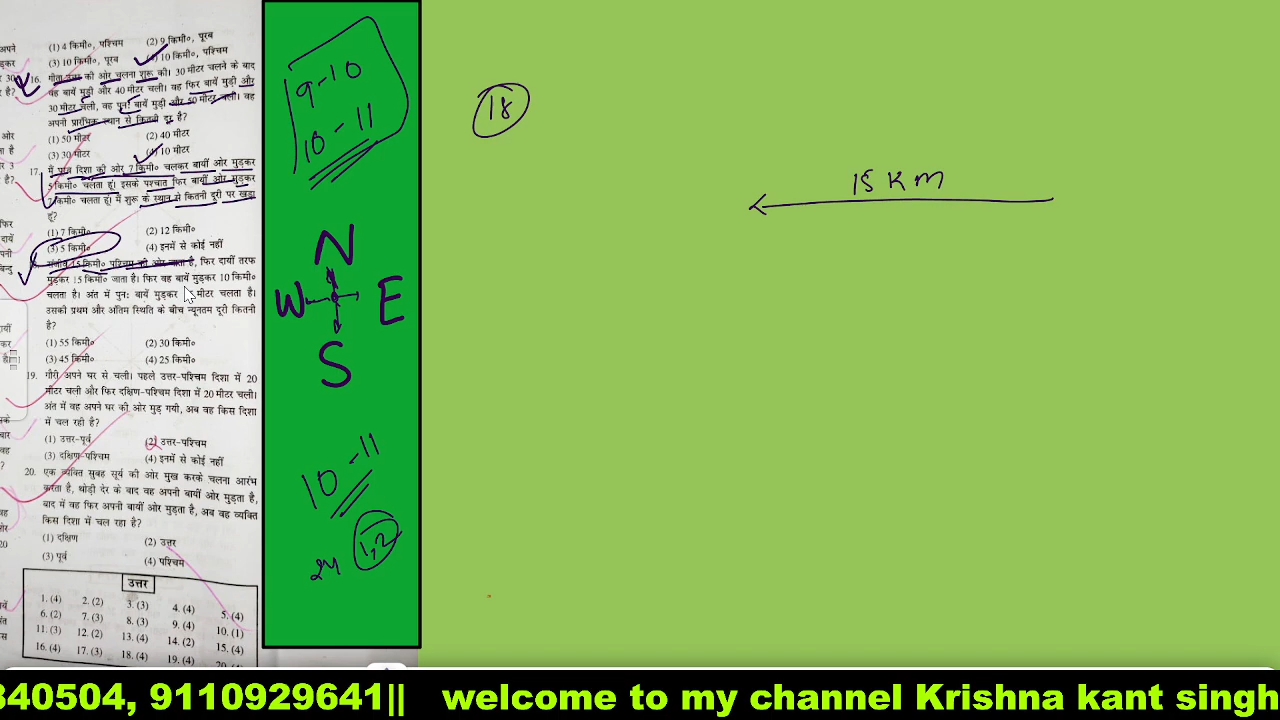 (1) 4 किमी०, पश्चिम (2) 9 किमी०, पूरब
(3) 10 किमी०, पूरब (4) 10 किमी०, पश्चिम
16. गीता उत्तर की ओर चलना शुरू की। 30 मीटर चलने के बाद
वह बायें मुड़ी और 40 मीटर चली। वह फिर बायें मुड़ी और
30 मीटर चली, वह पुनः बायें मुड़ी और 50 मीटर चली। वह
अपनी प्रारंभिक स्थान से कितनी दूर है?
(1) 50 मीटर (2) 40 मीटर
(3) 30 मीटर (4) 10 मीटर
17. मैं दिशा की ओर 7 किमी० चलकर बायीं ओर मुड़कर
5 किमी० चलता हूं। इसके पश्चात फिर बायीं ओर मुड़कर
7 किमी० चलता हूं। मैं शुरू के स्थान से कितनी दूरी पर खड़ा
हूं?
(1) 7 किमी० (2) 12 किमी०
(3) 5 किमी० (4) इनमें से कोई नहीं
15 किमी० पश्चिम की ओर जाता है, फिर दायीं तरफ
मुड़कर 15 किमी० जाता है। फिर वह बायें मुड़कर 10 किमी०
चलता है। अंत में पुन: बायें मुड़कर मीटर चलता है।
उसकी प्रथम और अंतिम स्थिति के बीच न्यूनतम दूरी कितनी
है?
(1) 55 किमी० (2) 30 किमी०
(3) 45 किमी० (4) 25 किमी०
19. गौरी अपने घर से चली। पहले उत्तर-पश्चिम दिशा में 20
मीटर चली और फिर दक्षिण-पश्चिम दिशा में 20 मीटर चली।
अंत में वह अपने घर की ओर मुड़ गयी, अब वह किस दिशा
में चल रही है?
(1) उत्तर-पूर्व (2) उत्तर-पश्चिम
(3) दक्षिण-पश्चिम (4) इनमें से कोई नहीं
20. एक व्यक्ति सुबह सूर्य की ओर मुख करके चलना आरंभ
करता है, थोड़ी देर के बाद वह अपनी बायीं ओर मुड़ता है,
बाद में वह फिर अपनी बायीं ओर मुड़ता है, अब वह व्यक्ति
किस दिशा में चल रहा है?
(1) दक्षिण (2) उत्तर
(3) पूर्व (4) पश्चिम
उत्तर
1. (4) 2. (2) 3. (3) 4. (4) 5. (4)
6. (2) 7. (3) 8. (3) 9. (4) 10. (1)
11. (3) 12. (2) 13. (4) 14. (2) 15. (4)
16. (4) 17. (3) 18. (4) 19. (4) 20. (4)
9-10
10-11
N
W E
S
10-11
1,2
18
15 Km
340504, 9110929641|| welcome to my channel Krishna kant singh